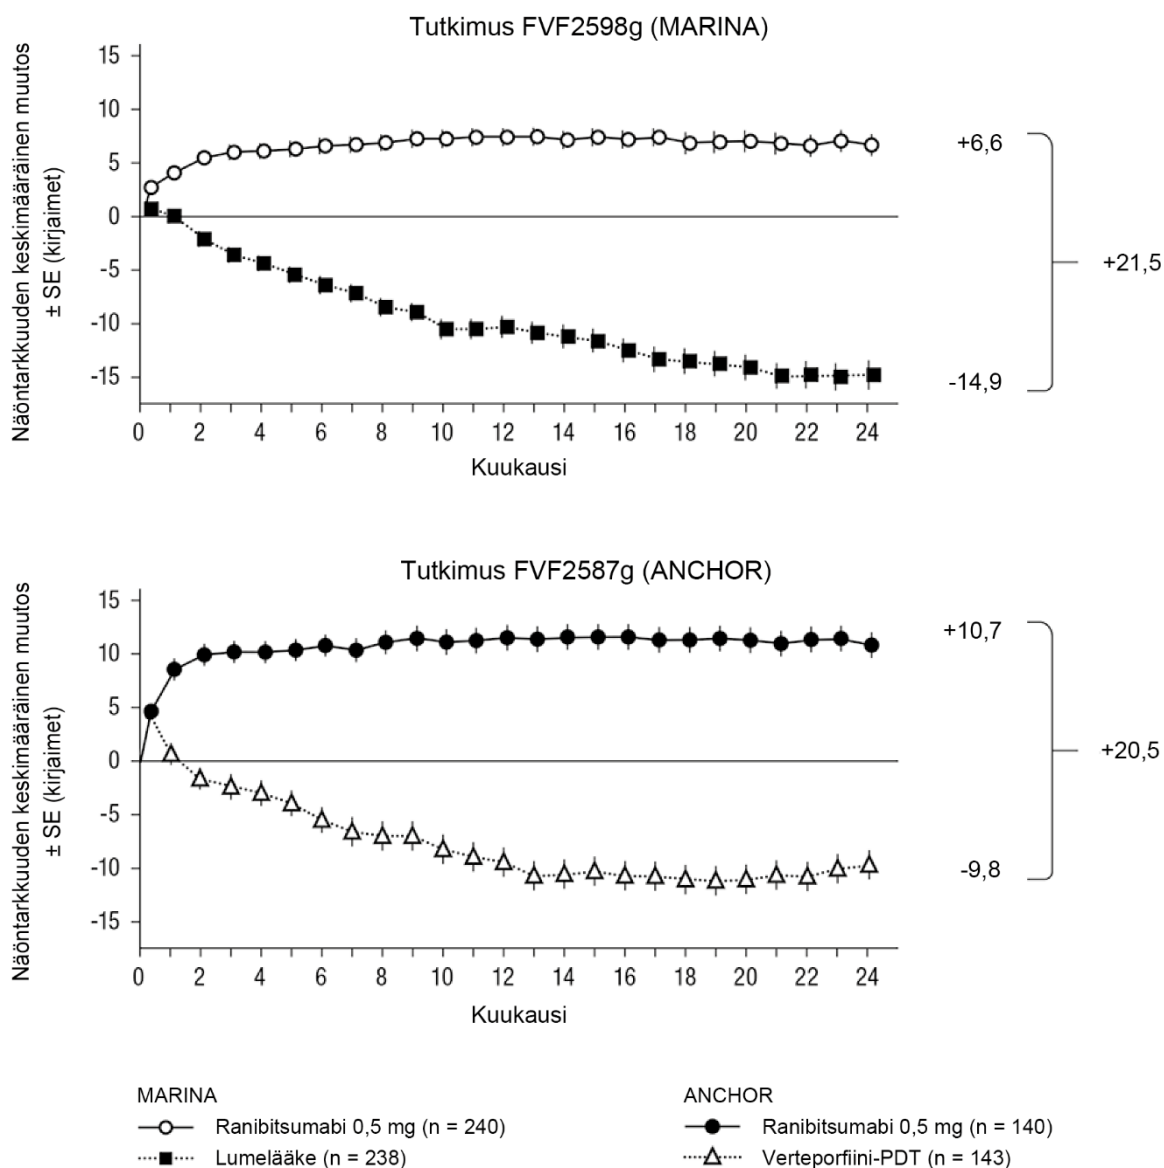 Tutkimus FVF2598g (MARINA)
Näöntarkkuuden keskimääräinen muutos
± SE (kirjaimet)
15
10
5
0
-5
-10
-15
0 2 4 6 8 10 12 14 16 18 20 22 24
Kuukausi
+6,6
+21,5
-14,9
Tutkimus FVF2587g (ANCHOR)
Näöntarkkuuden keskimääräinen muutos
± SE (kirjaimet)
15
10
5
0
-5
-10
-15
0 2 4 6 8 10 12 14 16 18 20 22 24
Kuukausi
+10,7
+20,5
-9,8
MARINA
Ranibitsumabi 0,5 mg (n = 240)
Lumelääke (n = 238)
ANCHOR
Ranibitsumabi 0,5 mg (n = 140)
Verteporfiini-PDT (n = 143)